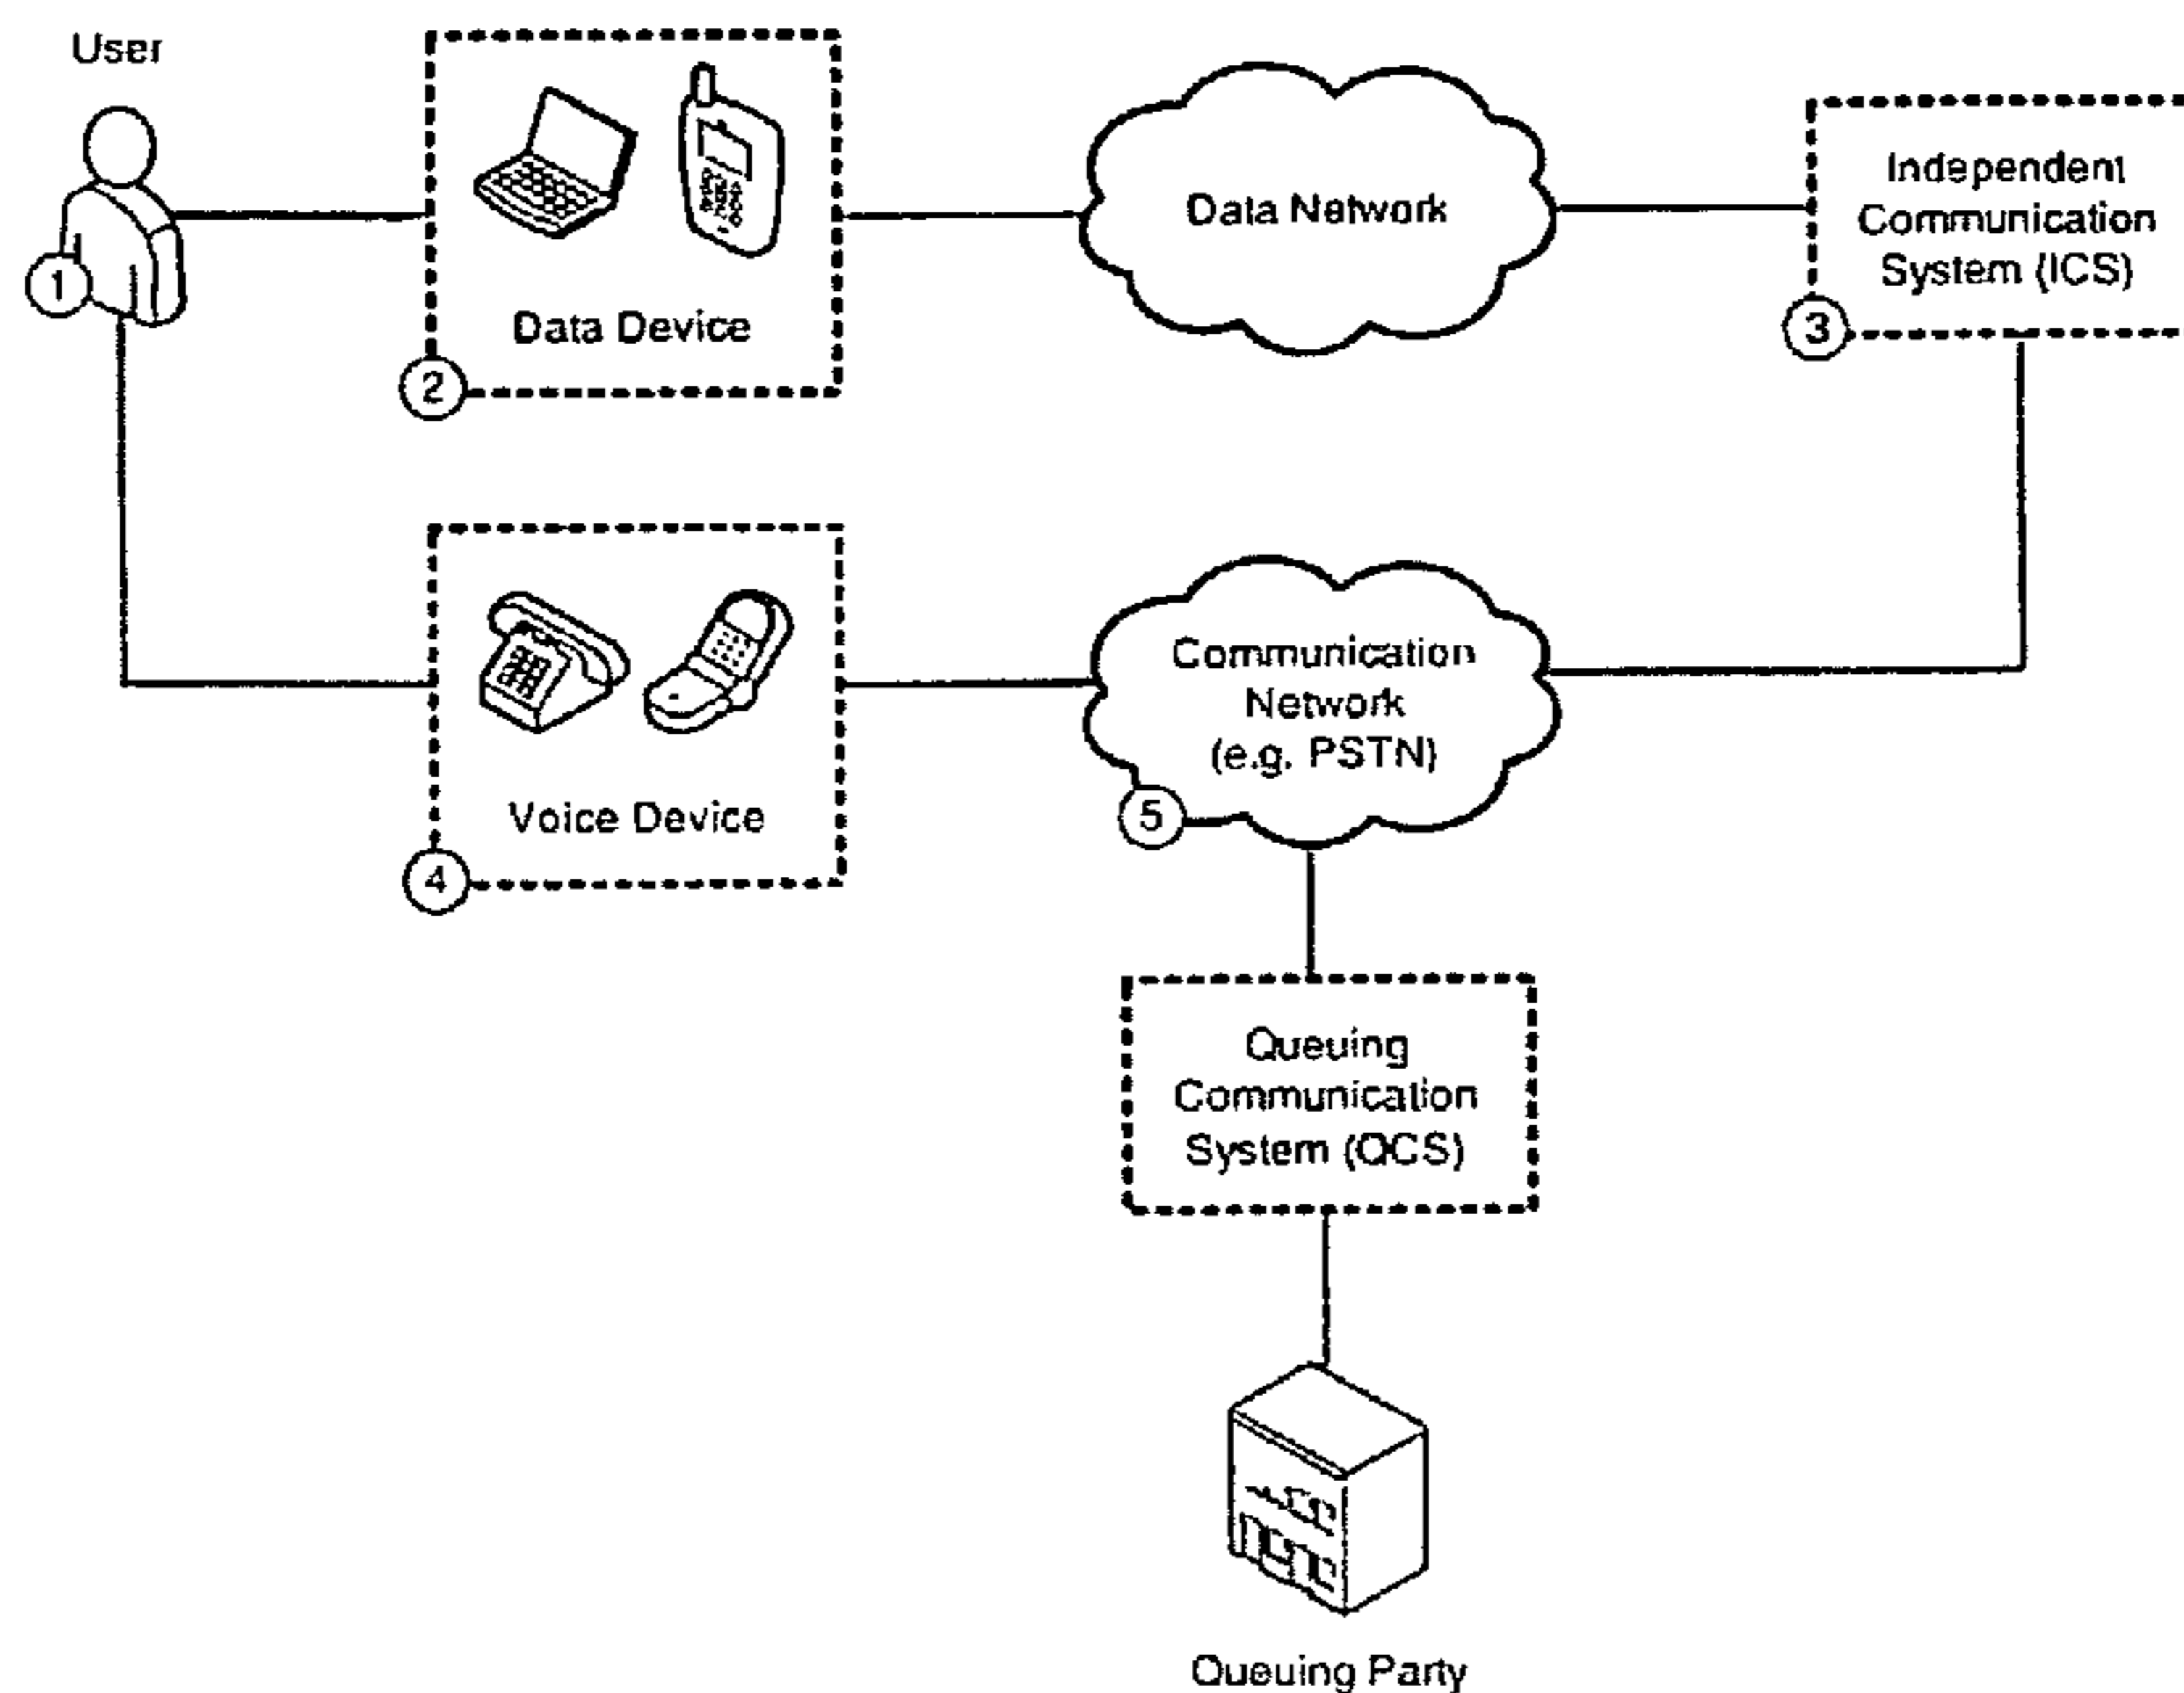 User
1
Data Device
2
Data Network
Independent
Communication
System (ICS)
3
Voice Device
4
Communication
Network
(e.g. PSTN)
5
Queuing
Communication
System (QCS)
Queuing Party